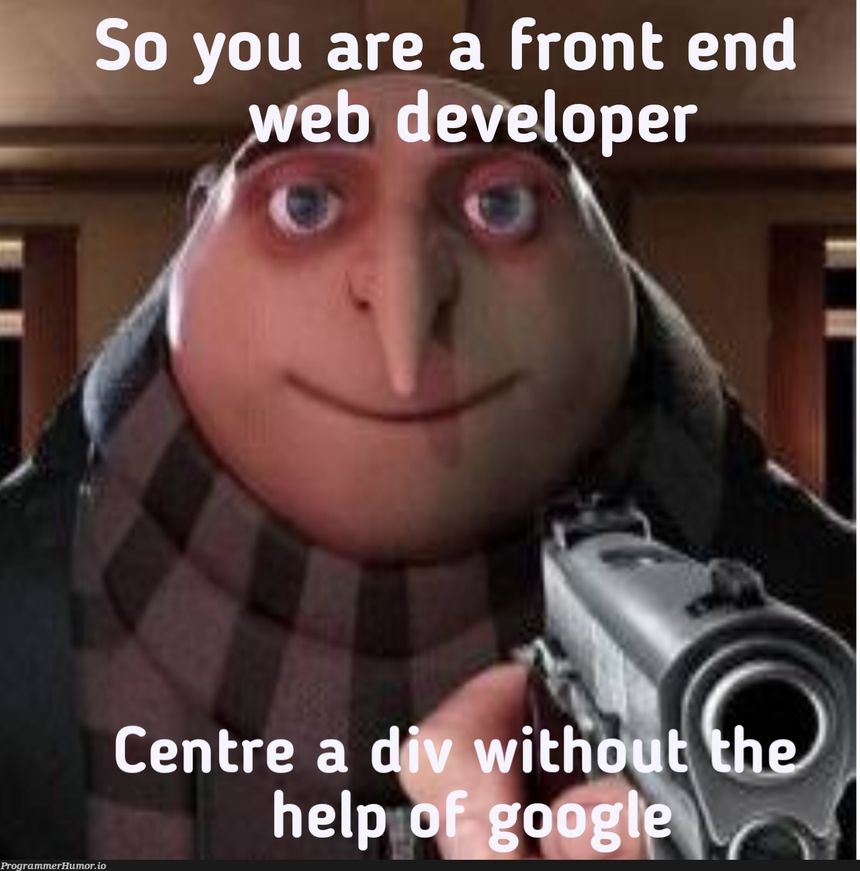 So you are a front end
web developer
Centre a div without the
help of google
ProgrammerHumor.io